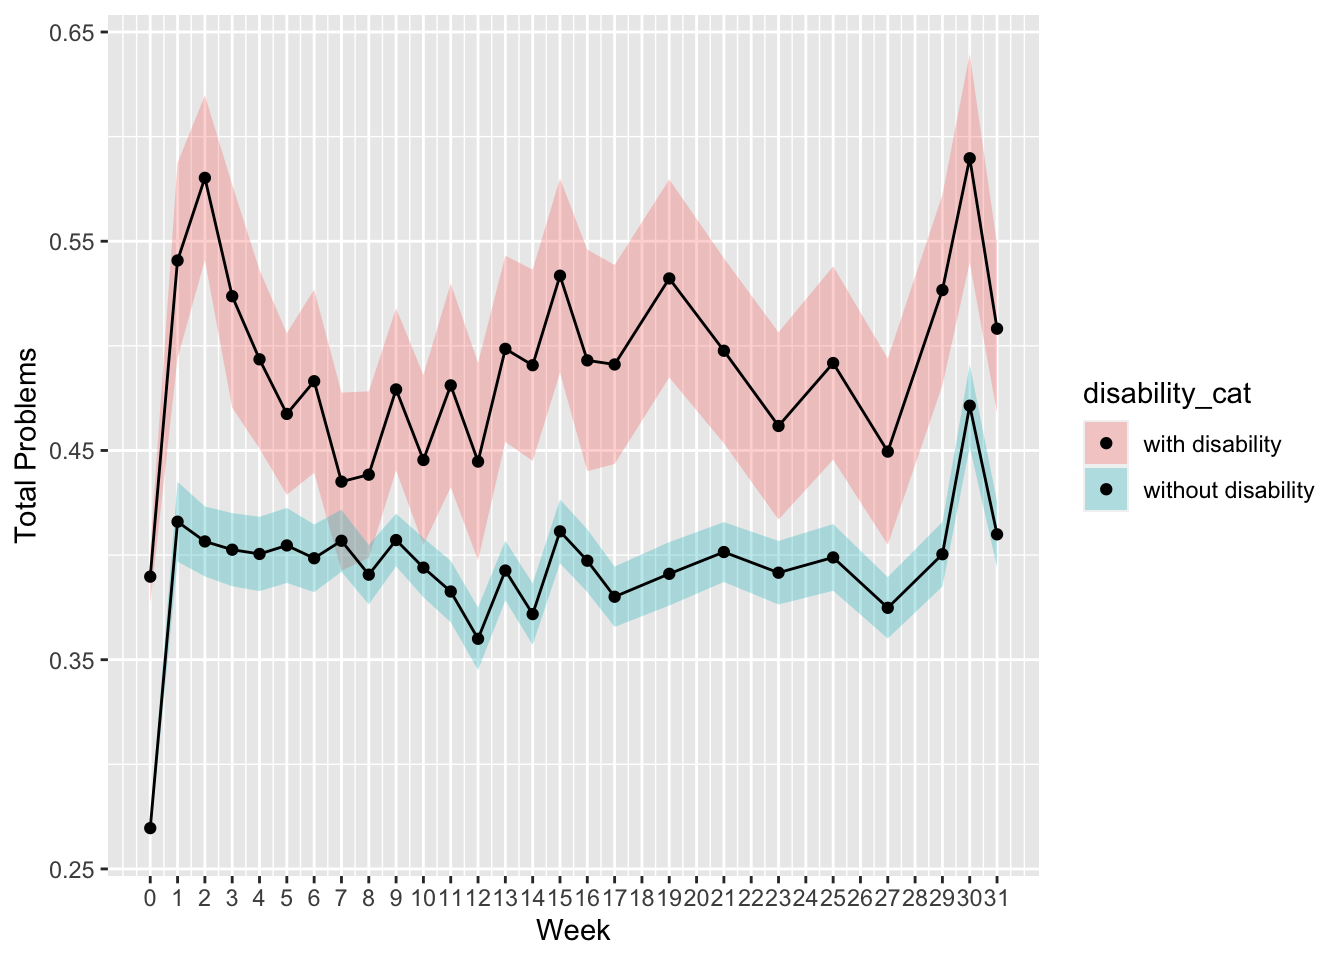 0.65
0.55
0.45
0.35
0.25
Total Problems
0 1 2 3 4 5 6 7 8 9 10 11 12 13 14 15 16 17 18 19 20 21 22 23 24 25 26 27 28 29 30 31
Week
disability_cat
with disability
without disability